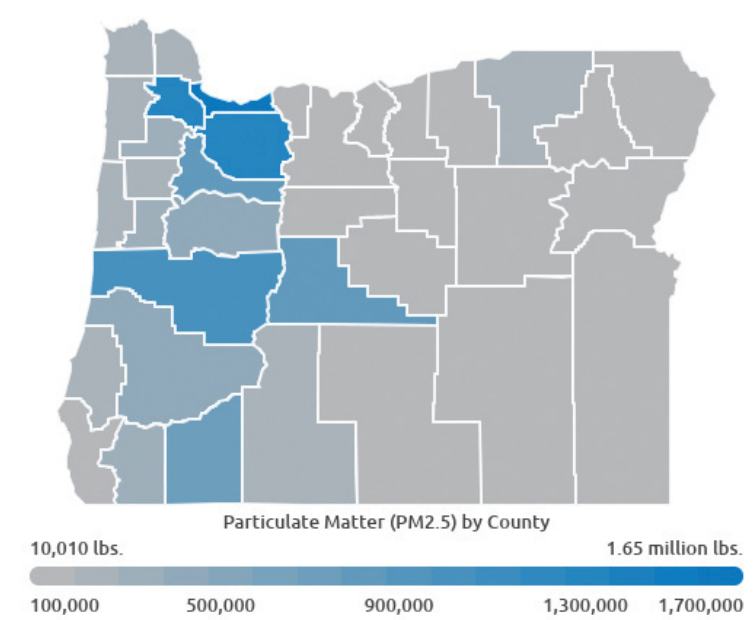 Particulate Matter (PM2.5) by County
10,010 lbs. 1.65 million lbs.
100,000 500,000 900,000 1,300,000 1,700,000